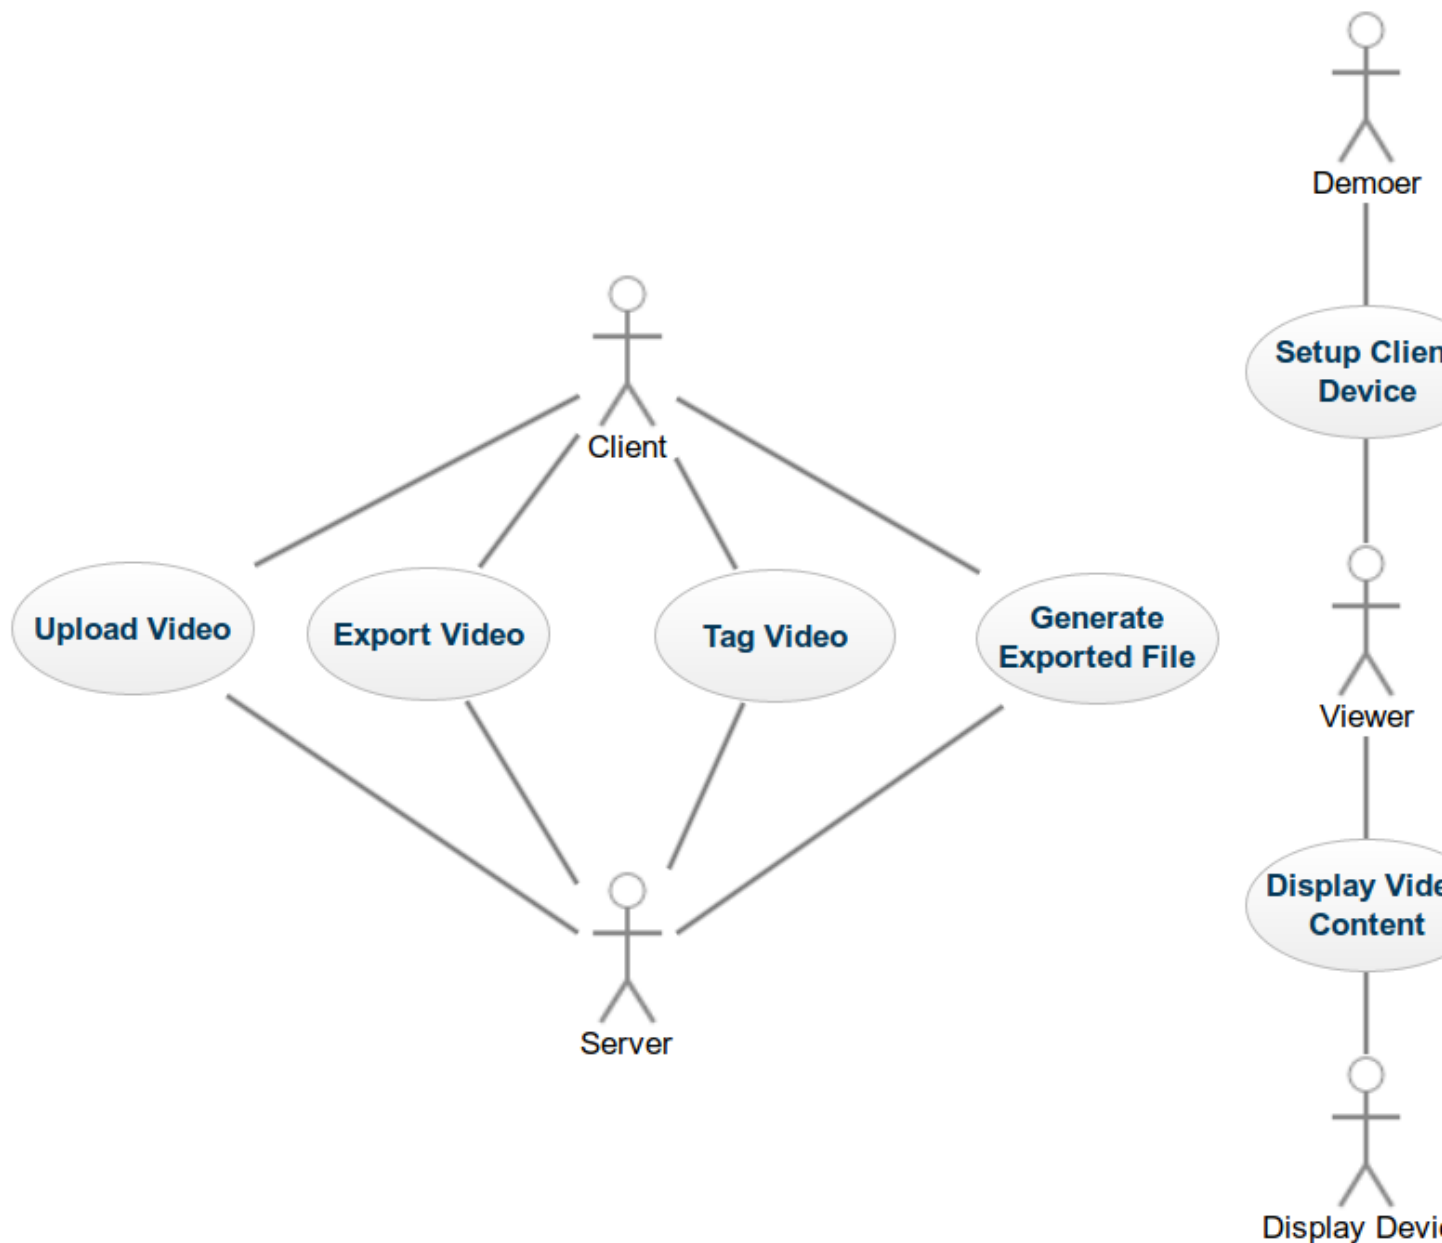 Demoer
Setup Clien
Device
Client
Upload Video
Export Video
Tag Video
Generate
Exported File
Viewer
Display Vide
Content
Server
Display Devi